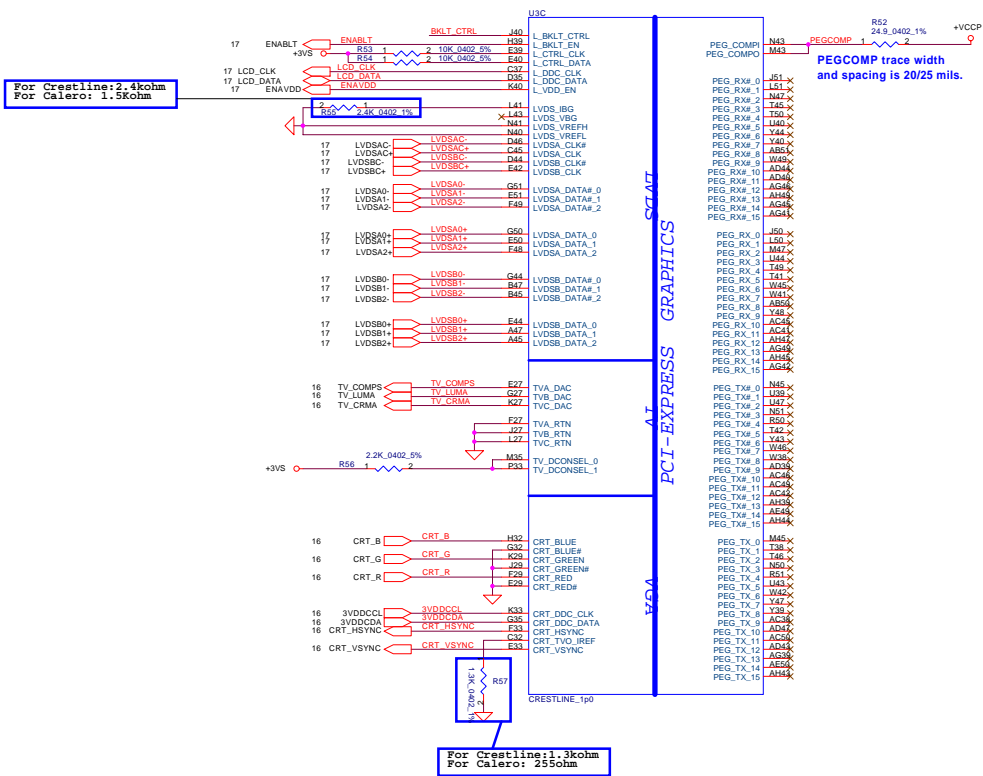 U3C
BKLT_CTRL J40 L_BKLT_CTRL
17 ENABLT ENABLT H39 L_BKLT_EN
+3VS R53 1 2 10K_0402_5% E39 L_CTRL_CLK
R54 1 2 10K_0402_5% E40 L_CTRL_DATA
17 LCD_CLK LCD_CLK C37 L_DDC_CLK
17 LCD_DATA LCD_DATA D35 L_DDC_DATA
17 ENAVDD ENAVDD K40 L_VDD_EN
For Crestline:2.4kohm
For Calero: 1.5Kohm
2 1 L41 LVDS_IBG
R55 2.4K_0402_1% L43 LVDS_VBG
N41 LVDS_VREFH
N40 LVDS_VREFL
17 LVDSAC- LVDSAC- D46 LVDSA_CLK#
17 LVDSAC+ LVDSAC+ C45 LVDSA_CLK
17 LVDSBC- LVDSBC- D44 LVDSB_CLK#
17 LVDSBC+ LVDSBC+ E42 LVDSB_CLK
17 LVDSA0- LVDSA0- G51 LVDSA_DATA#_0
17 LVDSA1- LVDSA1- E51 LVDSA_DATA#_1
17 LVDSA2- LVDSA2- F49 LVDSA_DATA#_2
17 LVDSA0+ LVDSA0+ G50 LVDSA_DATA_0
17 LVDSA1+ LVDSA1+ E50 LVDSA_DATA_1
17 LVDSA2+ LVDSA2+ F48 LVDSA_DATA_2
17 LVDSB0- LVDSB0- G44 LVDSB_DATA#_0
17 LVDSB1- LVDSB1- B47 LVDSB_DATA#_1
17 LVDSB2- LVDSB2- B45 LVDSB_DATA#_2
17 LVDSB0+ LVDSB0+ E44 LVDSB_DATA_0
17 LVDSB1+ LVDSB1+ A47 LVDSB_DATA_1
17 LVDSB2+ LVDSB2+ A45 LVDSB_DATA_2
16 TV_COMPS TV_COMPS E27 TVA_DAC
16 TV_LUMA TV_LUMA G27 TVB_DAC
16 TV_CRMA TV_CRMA K27 TVC_DAC
F27 TVA_RTN
J27 TVB_RTN
L27 TVC_RTN
2.2K_0402_5% M35 TV_DCONSEL_0
+3VS R56 1 2 P33 TV_DCONSEL_1
16 CRT_B CRT_B H32 CRT_BLUE
G32 CRT_BLUE#
16 CRT_G CRT_G K29 CRT_GREEN
J29 CRT_GREEN#
16 CRT_R CRT_R F29 CRT_RED
E29 CRT_RED#
16 3VDDCCL 3VDDCCL K33 CRT_DDC_CLK
16 3VDDCDA 3VDDCDA G35 CRT_DDC_DATA
16 CRT_HSYNC CRT_HSYNC F33 CRT_HSYNC
C32 CRT_TVO_IREF
16 CRT_VSYNC CRT_VSYNC E33 CRT_VSYNC
1 2 1.3K_0402_1% R57
CRESTLINE_1p0
For Crestline:1.3kohm
For Calero: 255ohm
LVDS
TV
VGA
PCI-EXPRESS GRAPHICS
R52
24.9_0402_1%
+VCCP
PEG_COMPI N43 PEGCOMP 1 2
PEG_COMPO M43
PEGCOMP trace width
and spacing is 20/25 mils.
PEG_RX#_0 J51
PEG_RX#_1 L51
PEG_RX#_2 N47
PEG_RX#_3 T45
PEG_RX#_4 T50
PEG_RX#_5 U40
PEG_RX#_6 Y44
PEG_RX#_7 Y40
PEG_RX#_8 AB51
PEG_RX#_9 W49
PEG_RX#_10 AD44
PEG_RX#_11 AD40
PEG_RX#_12 AG46
PEG_RX#_13 AH49
PEG_RX#_14 AG45
PEG_RX#_15 AG41
PEG_RX_0 J50
PEG_RX_1 L50
PEG_RX_2 M47
PEG_RX_3 U44
PEG_RX_4 T49
PEG_RX_5 T41
PEG_RX_6 W45
PEG_RX_7 W41
PEG_RX_8 AB50
PEG_RX_9 Y48
PEG_RX_10 AC45
PEG_RX_11 AC41
PEG_RX_12 AH47
PEG_RX_13 AG49
PEG_RX_14 AH45
PEG_RX_15 AG42
PEG_TX#_0 N45
PEG_TX#_1 U39
PEG_TX#_2 U47
PEG_TX#_3 N51
PEG_TX#_4 R50
PEG_TX#_5 T42
PEG_TX#_6 Y43
PEG_TX#_7 W46
PEG_TX#_8 W38
PEG_TX#_9 AD39
PEG_TX#_10 AC46
PEG_TX#_11 AC49
PEG_TX#_12 AC42
PEG_TX#_13 AH39
PEG_TX#_14 AE49
PEG_TX#_15 AH44
PEG_TX_0 M45
PEG_TX_1 T38
PEG_TX_2 T46
PEG_TX_3 N50
PEG_TX_4 R51
PEG_TX_5 U43
PEG_TX_6 W42
PEG_TX_7 Y47
PEG_TX_8 Y39
PEG_TX_9 AC38
PEG_TX_10 AD47
PEG_TX_11 AC50
PEG_TX_12 AD43
PEG_TX_13 AG39
PEG_TX_14 AE50
PEG_TX_15 AH43